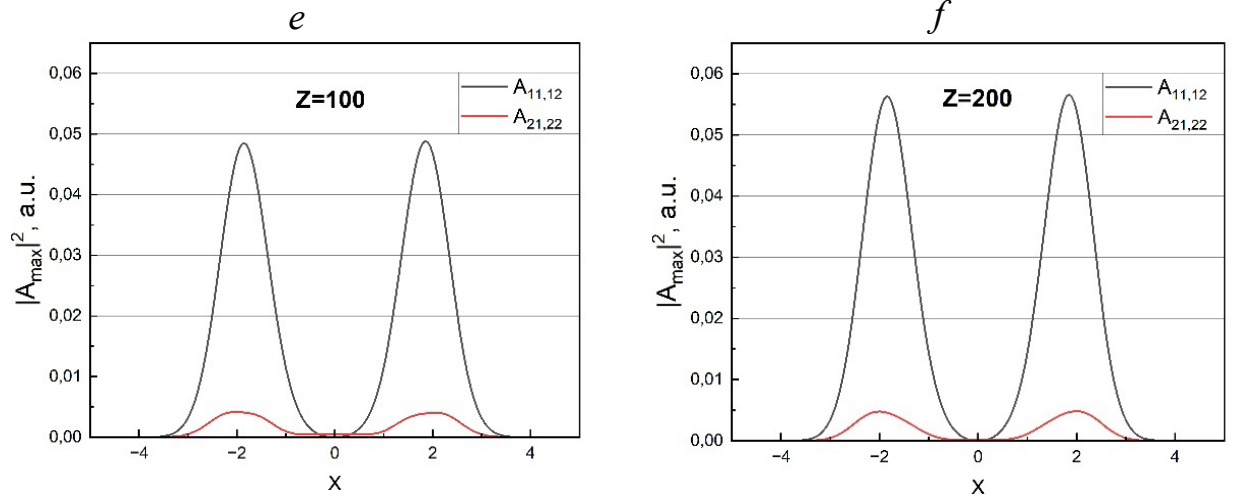 e
0,06
Z=100
A11,12
A21,22
0,05
0,04
0,03
0,02
0,01
0,00
|Amax|², a.u.
−4 −2 0 2 4
X
f
0,06
Z=200
A11,12
A21,22
0,05
0,04
0,03
0,02
0,01
0,00
|Amax|², a.u.
−4 −2 0 2 4
X